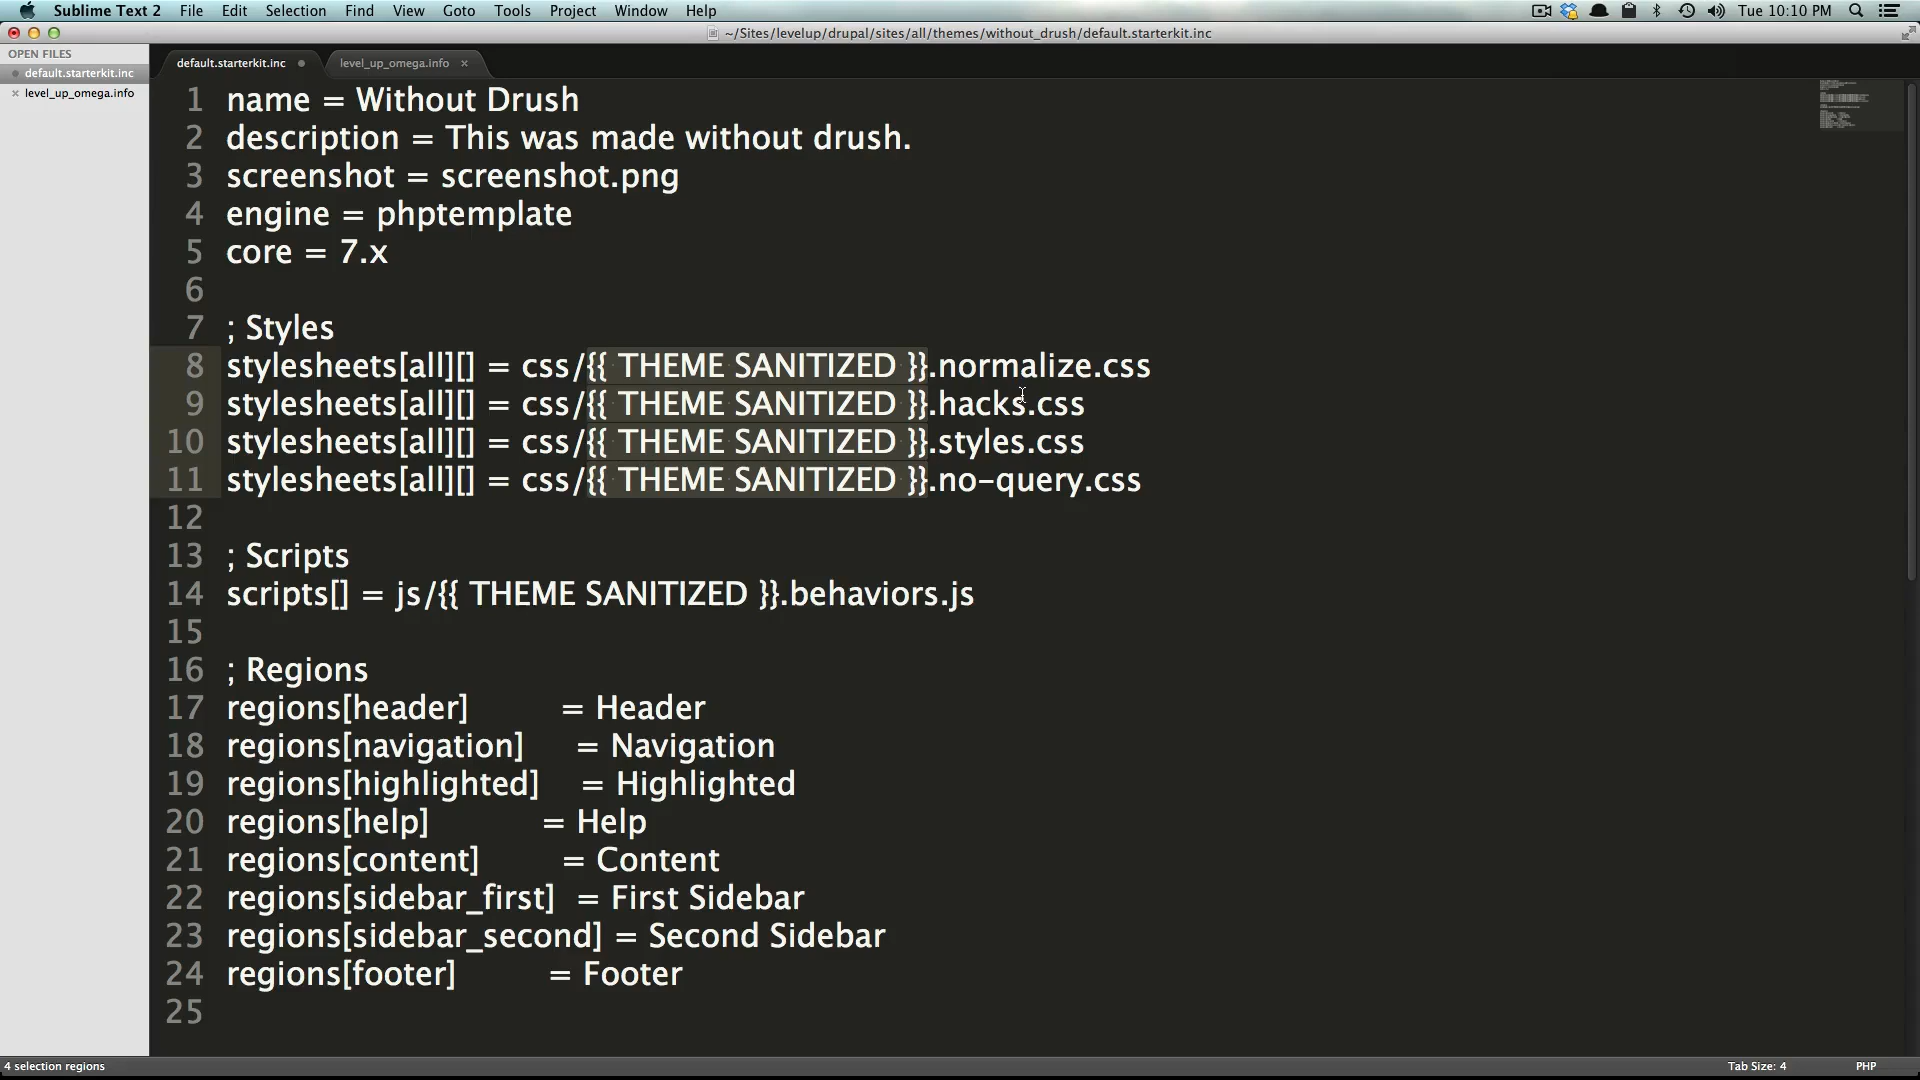 Sublime Text 2 File Edit Selection Find View Goto Tools Project Window Help Tue 10:10 PM
~/Sites/levelup/drupal/sites/all/themes/without_drush/default.starterkit.inc
OPEN FILES
default.starterkit.inc
level_up_omega.info
default.starterkit.inc level_up_omega.info
1 name = Without Drush
2 description = This was made without drush.
3 screenshot = screenshot.png
4 engine = phptemplate
5 core = 7.x
6
7 ; Styles
8 stylesheets[all][] = css/{{ THEME SANITIZED }}.normalize.css
9 stylesheets[all][] = css/{{ THEME SANITIZED }}.hacks.css
10 stylesheets[all][] = css/{{ THEME SANITIZED }}.styles.css
11 stylesheets[all][] = css/{{ THEME SANITIZED }}.no-query.css
12
13 ; Scripts
14 scripts[] = js/{{ THEME SANITIZED }}.behaviors.js
15
16 ; Regions
17 regions[header] = Header
18 regions[navigation] = Navigation
19 regions[highlighted] = Highlighted
20 regions[help] = Help
21 regions[content] = Content
22 regions[sidebar_first] = First Sidebar
23 regions[sidebar_second] = Second Sidebar
24 regions[footer] = Footer
25
4 selection regions Tab Size: 4 PHP